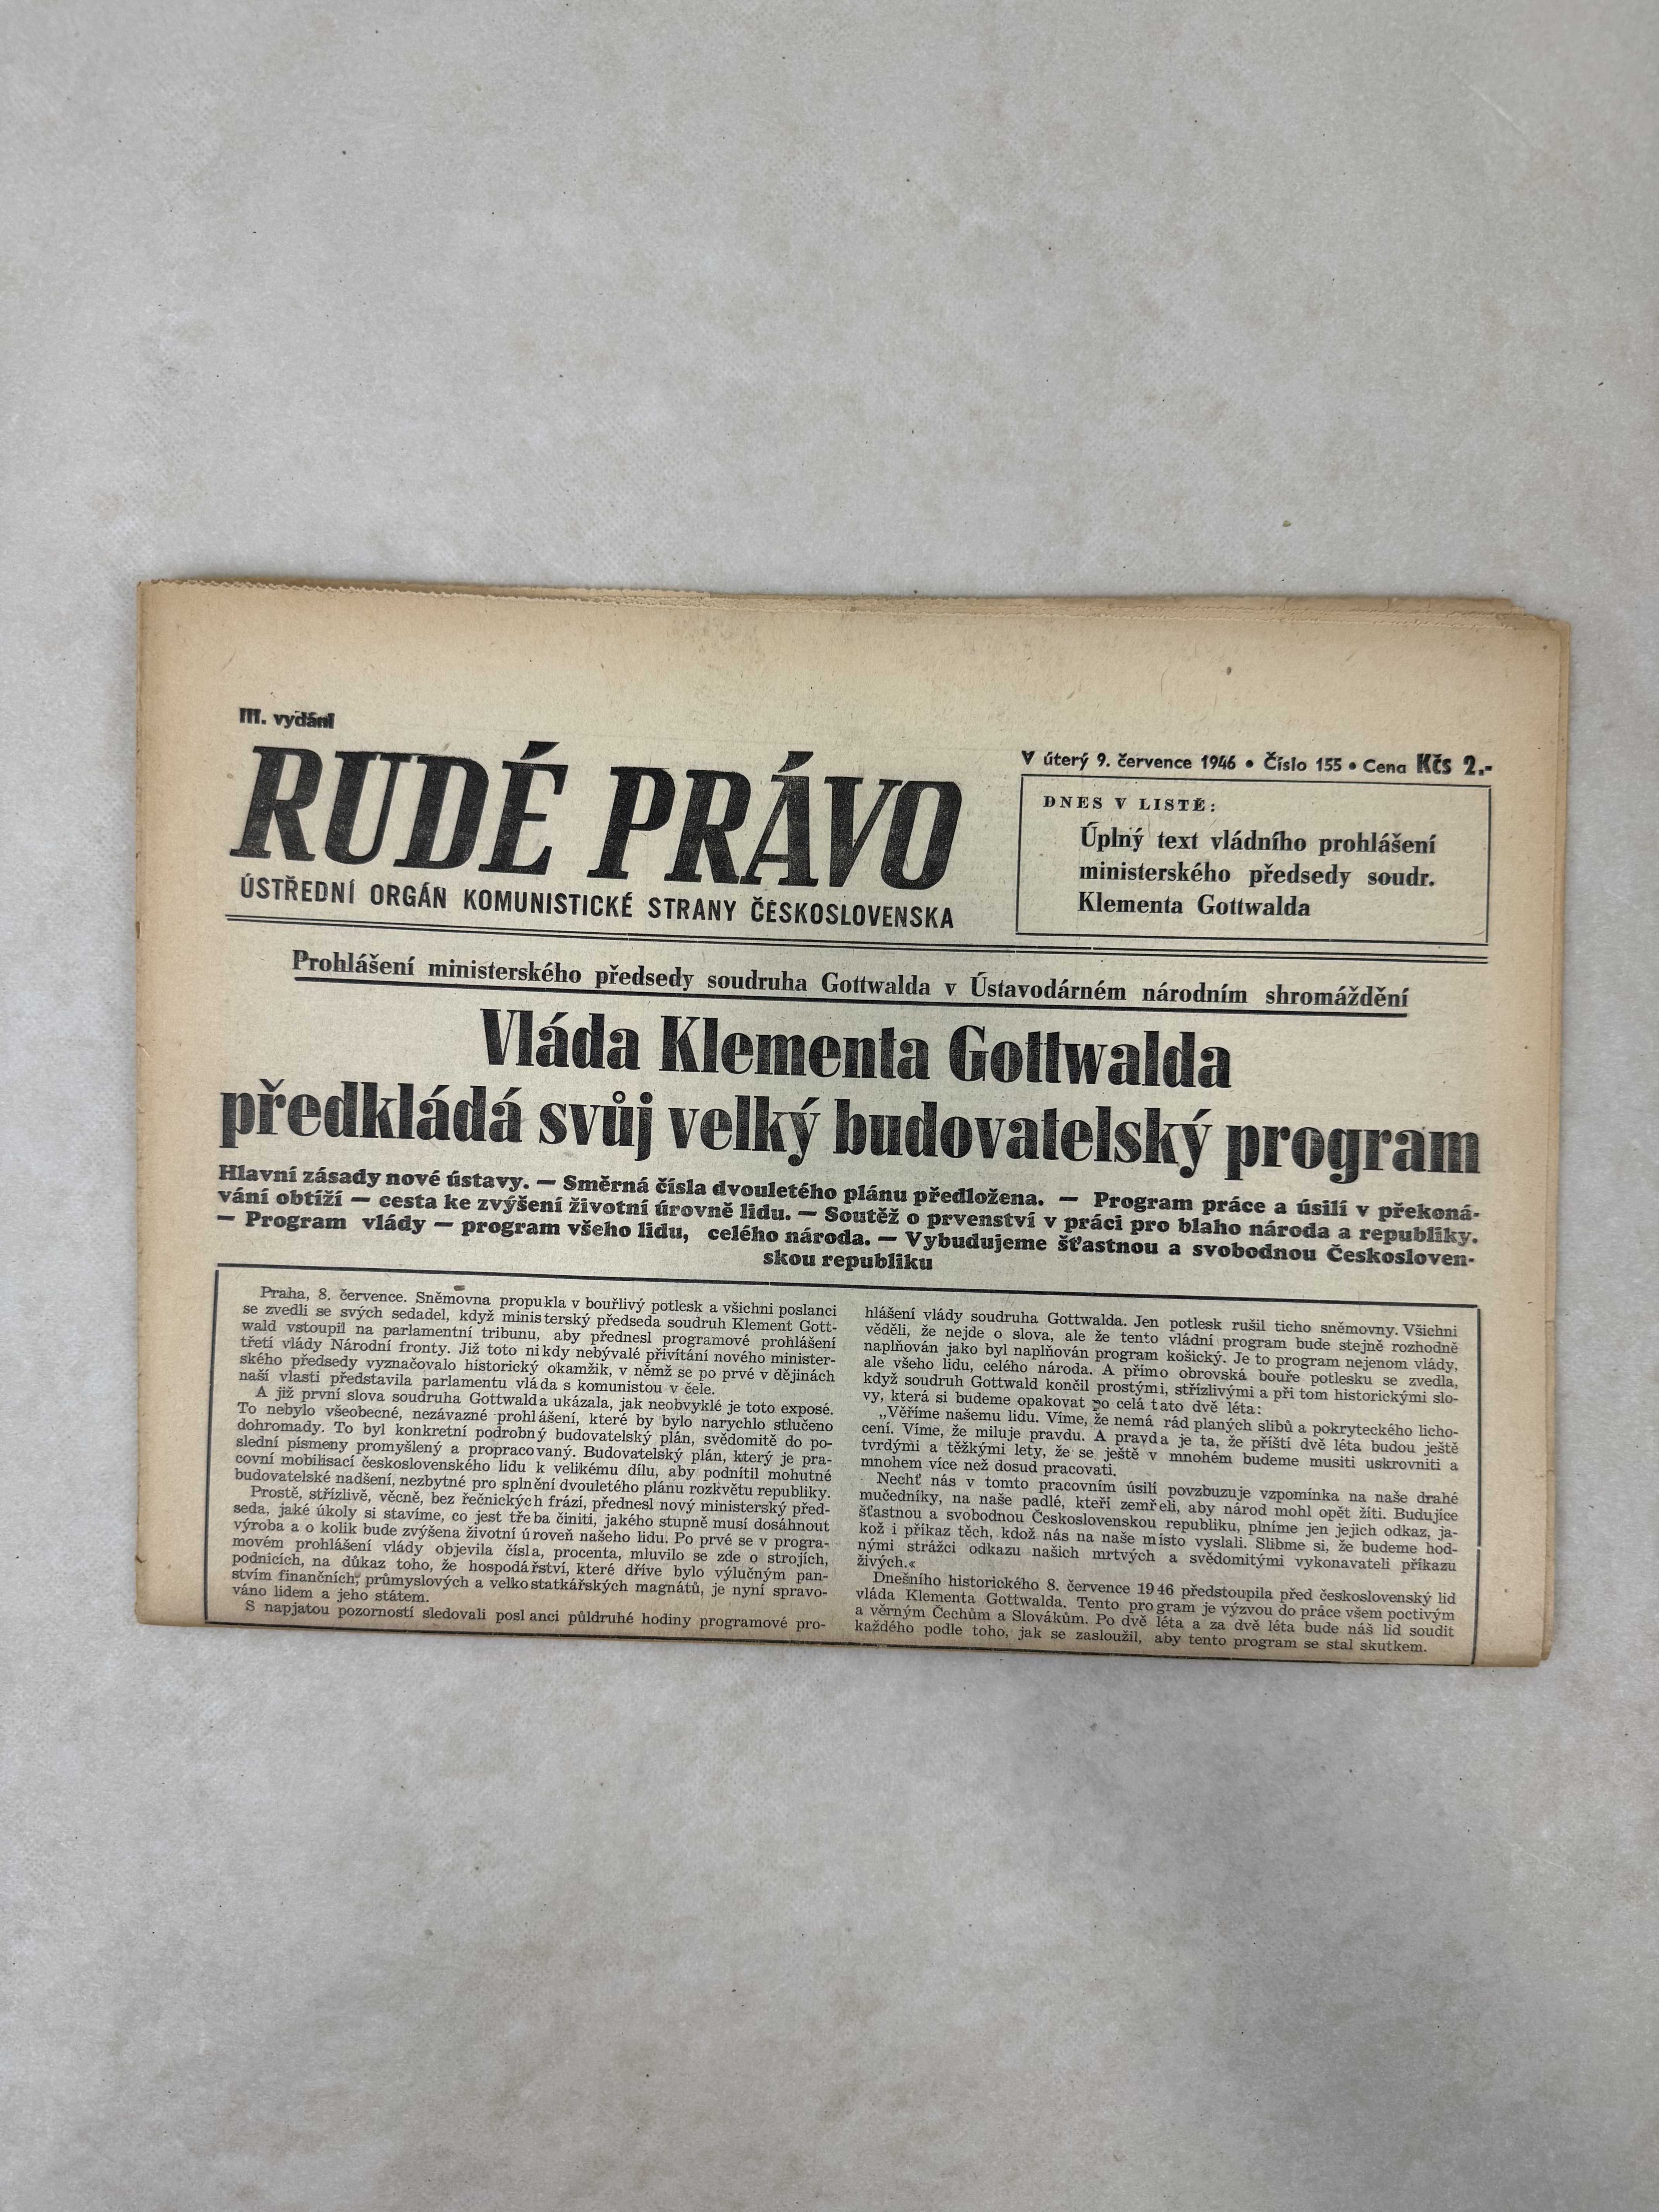 III. vydání
RUDÉ PRÁVO
ÚSTŘEDNÍ ORGÁN KOMUNISTICKÉ STRANY ČESKOSLOVENSKA
V úterý 9. července 1946 • Číslo 155 • Cena Kčs 2.-
DNES V LISTĚ:
Úplný text vládního prohlášení
ministerského předsedy soudr.
Klementa Gottwalda
Prohlášení ministerského předsedy soudruha Gottwalda v Ústavodárném národním shromáždění
Vláda Klementa Gottwalda
předkládá svůj velký budovatelský program
Hlavní zásady nové ústavy. — Směrná čísla dvouletého plánu předložena. — Program práce a úsilí v překoná-
vání obtíží — cesta ke zvýšení životní úrovně lidu. — Soutěž o prvenství v práci pro blaho národa a republiky.
— Program vlády — program všeho lidu, celého národa. — Vybudujeme šťastnou a svobodnou Českosloven-
skou republiku
Praha, 8. července. Sněmovna propukla v bouřlivý potlesk a všichni poslanci
se zvedli se svých sedadel, když ministerský předseda soudruh Klement Gott-
wald vstoupil na parlamentní tribunu, aby přednesl programové prohlášení
třetí vlády Národní fronty. Již toto nikdy nebývalé přivítání nového minister-
ského předsedy vyznačovalo historický okamžik, v němž se po prvé v dějinách
naší vlasti představila parlamentu vláda s komunistou v čele.
A již první slova soudruha Gottwalda ukázala, jak neobvyklé je toto exposé.
To nebylo všeobecné, nezávazné prohlášení, které by bylo narychlo stlučeno
dohromady. To byl konkretní podrobný budovatelský plán, svědomitě do po-
slední písmeny promyšlený a propracovaný. Budovatelský plán, který je pra-
covní mobilisací československého lidu k velikému dílu, aby podnítil mohutné
budovatelské nadšení, nezbytné pro splnění dvouletého plánu rozkvětu republiky.
Prostě, střízlivě, věcně, bez řečnických frází, přednesl nový ministerský před-
seda, jaké úkoly si stavíme, co jest třeba činiti, jakého stupně musí dosáhnout
výroba a o kolik bude zvýšena životní úroveň našeho lidu. Po prvé se v progra-
movém prohlášení vlády objevila čísla, procenta, mluvilo se zde o strojích,
podnicích, na důkaz toho, že hospodářství, které dříve bylo výlučným pan-
stvím finančních, průmyslových a velkostatkářských magnátů, je nyní spravo-
váno lidem a jeho státem.
S napjatou pozorností sledovali poslanci půldruhé hodiny programové pro-
hlášení vlády soudruha Gottwalda. Jen potlesk rušil ticho sněmovny. Všichni
věděli, že nejde o slova, ale že tento vládní program bude stejně rozhodně
naplňován jako byl naplňován program košický. Je to program nejenom vlády,
ale všeho lidu, celého národa. A přímo obrovská bouře potlesku se zvedla,
když soudruh Gottwald končil prostými, střízlivými a při tom historickými slo-
vy, která si budeme opakovat po celá tato dvě léta:
„Věříme našemu lidu. Víme, že nemá rád planých slibů a pokryteckého licho-
cení. Víme, že miluje pravdu. A pravda je ta, že příští dvě léta budou ještě
tvrdými a těžkými lety, že se ještě v mnohém budeme musiti uskrovniti a
mnohem více než dosud pracovati.
Nechť nás v tomto pracovním úsilí povzbuzuje vzpomínka na naše drahé
mučedníky, na naše padlé, kteří zemřeli, aby národ mohl opět žíti. Budujíce
šťastnou a svobodnou Československou republiku, plníme jen jejich odkaz, ja-
kož i příkaz těch, kdož nás na naše místo vyslali. Slibme si, že budeme hod-
nými strážci odkazu našich mrtvých a svědomitými vykonavateli příkazu
živých.«
Dnešního historického 8. července 1946 předstoupila před československý lid
vláda Klementa Gottwalda. Tento program je výzvou do práce všem poctivým
a věrným Čechům a Slovákům. Po dvě léta a za dvě léta bude náš lid soudit
každého podle toho, jak se zasloužil, aby tento program se stal skutkem.